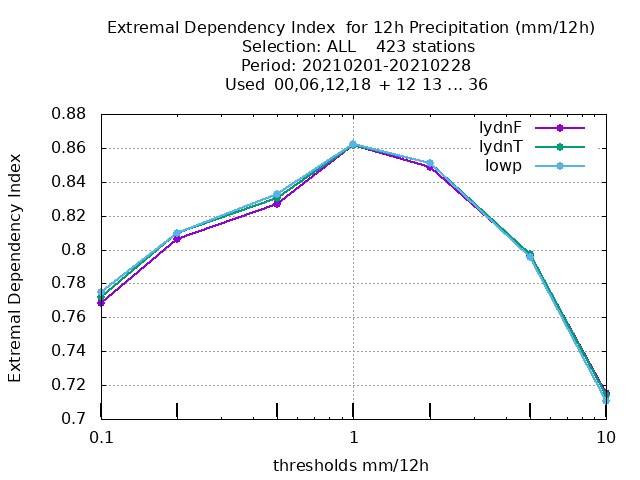 Extremal Dependency Index  for 12h Precipitation (mm/12h)
Selection: ALL    423 stations
Period: 20210201-20210228
Used  00,06,12,18  + 12 13 ... 36
lydnF
lydnT
lowp
Extremal Dependency Index
0.88
0.86
0.84
0.82
0.8
0.78
0.76
0.74
0.72
0.7
0.1
1
10
thresholds mm/12h